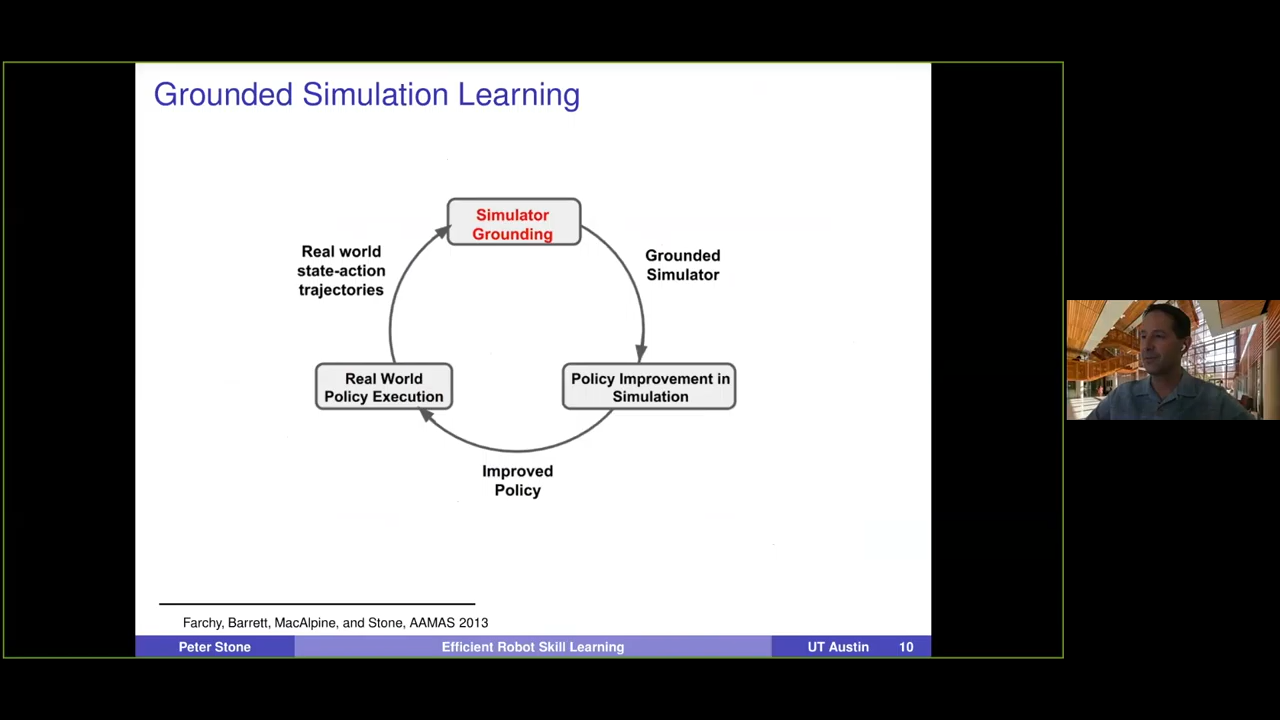 Grounded Simulation Learning
Simulator
Grounding
Real world
state-action
trajectories
Grounded
Simulator
Real World
Policy Execution
Policy Improvement in
Simulation
Improved
Policy
Farchy, Barrett, MacAlpine, and Stone, AAMAS 2013
Peter Stone
Efficient Robot Skill Learning
UT Austin
10